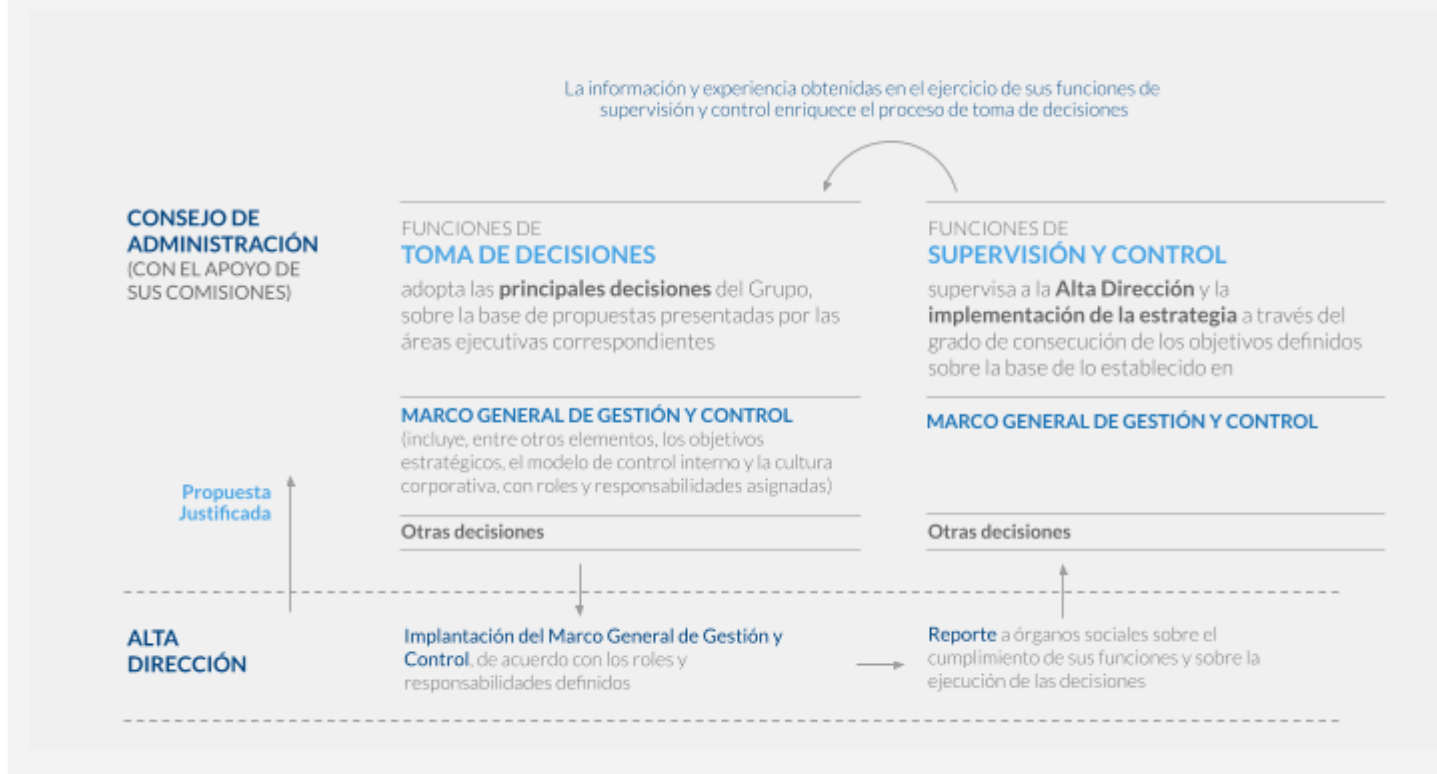 La información y experiencia obtenidas en el ejercicio de sus funciones de
supervisión y control enriquece el proceso de toma de decisiones
CONSEJO DE
ADMINISTRACIÓN
(CON EL APOYO DE
SUS COMISIONES)
FUNCIONES DE
TOMA DE DECISIONES
adopta las principales decisiones del Grupo,
sobre la base de propuestas presentadas por las
áreas ejecutivas correspondientes
MARCO GENERAL DE GESTIÓN Y CONTROL
(incluye, entre otros elementos, los objetivos
estratégicos, el modelo de control interno y la cultura
corporativa, con roles y responsabilidades asignadas)
Otras decisiones
FUNCIONES DE
SUPERVISIÓN Y CONTROL
supervisa a la Alta Dirección y la
implementación de la estrategia a través del
grado de consecución de los objetivos definidos
sobre la base de lo establecido en
MARCO GENERAL DE GESTIÓN Y CONTROL
Otras decisiones
Propuesta
Justificada
ALTA
DIRECCIÓN
Implantación del Marco General de Gestión y
Control, de acuerdo con los roles y
responsabilidades definidos
Reporte a órganos sociales sobre el
cumplimiento de sus funciones y sobre la
ejecución de las decisiones